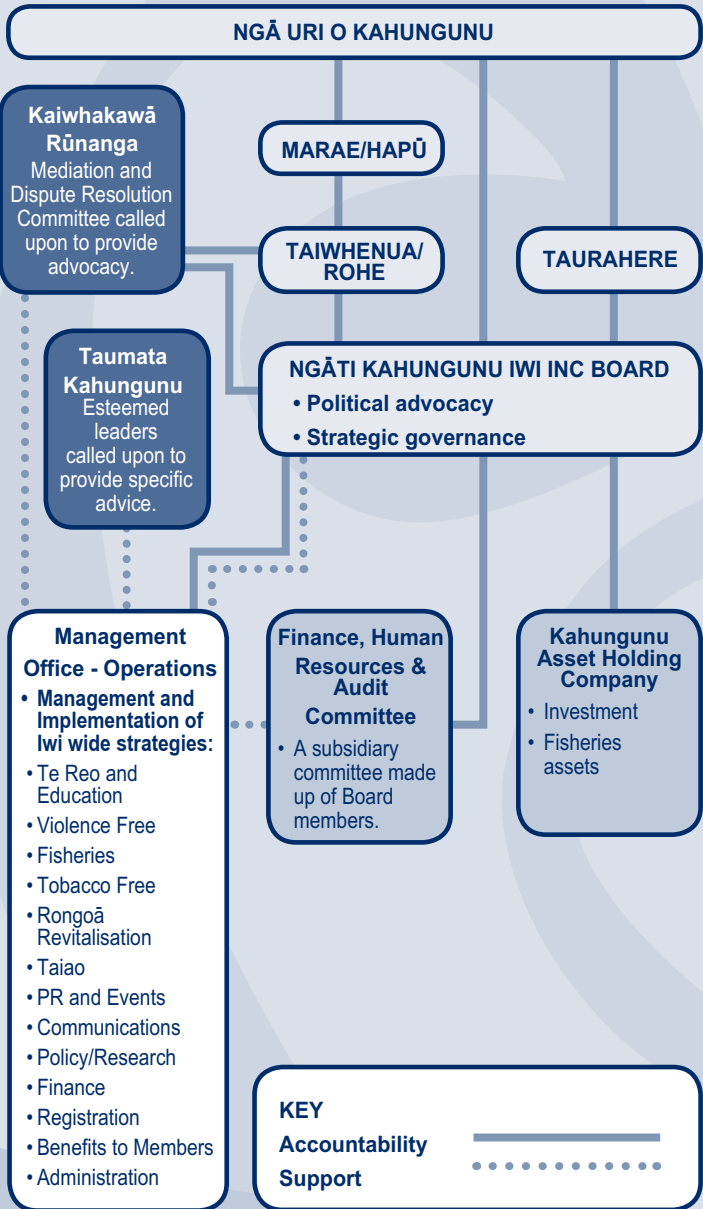 NGĀ URI O KAHUNGUNU
Kaiwhakawā
Rūnanga
Mediation and
Dispute Resolution
Committee called
upon to provide
advocacy.
MARAE/HAPŪ
TAIWHENUA/
ROHE
TAURAHERE
Taumata
Kahungunu
Esteemed
leaders
called upon to
provide specific
advice.
NGĀTI KAHUNGUNU IWI INC BOARD
• Political advocacy
• Strategic governance
Management
Office - Operations
• Management and
Implementation of
Iwi wide strategies:
• Te Reo and
Education
• Violence Free
• Fisheries
• Tobacco Free
• Rongoā
Revitalisation
• Taiao
• PR and Events
• Communications
• Policy/Research
• Finance
• Registration
• Benefits to Members
• Administration
Finance, Human
Resources &
Audit
Committee
• A subsidiary
committee made
up of Board
members.
Kahungunu
Asset Holding
Company
• Investment
• Fisheries
assets
KEY
Accountability
Support